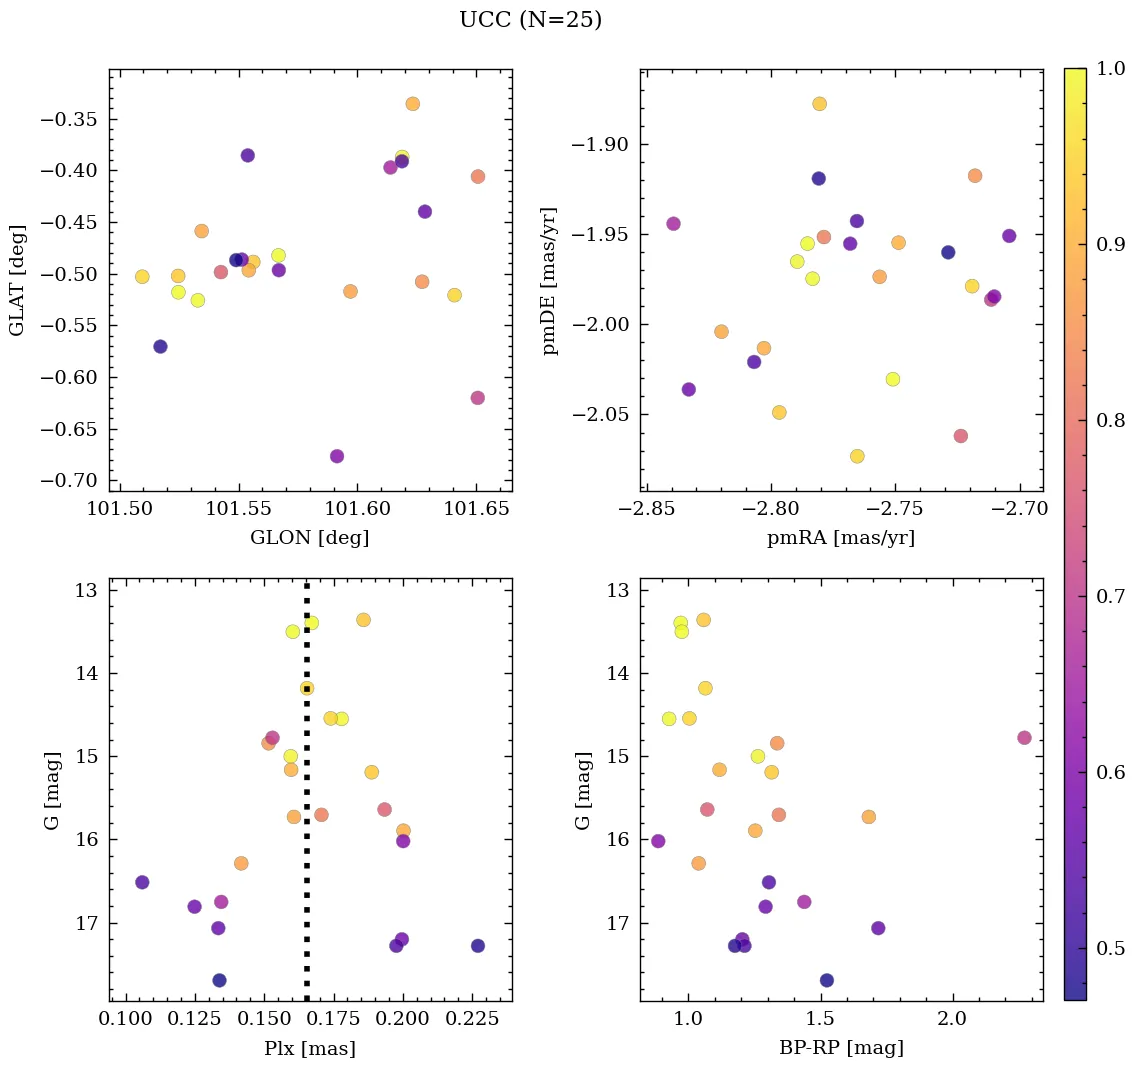 UCC (N=25)
−0.35
−0.40
−0.45
−0.50
−0.55
−0.60
−0.65
−0.70
GLAT [deg]
101.50 101.55 101.60 101.65
GLON [deg]
−1.90
−1.95
−2.00
−2.05
pmDE [mas/yr]
−2.85 −2.80 −2.75 −2.70
pmRA [mas/yr]
13
14
15
16
17
G [mag]
0.100 0.125 0.150 0.175 0.200 0.225
Plx [mas]
13
14
15
16
17
G [mag]
1.0 1.5 2.0
BP-RP [mag]
1.0
0.9
0.8
0.7
0.6
0.5